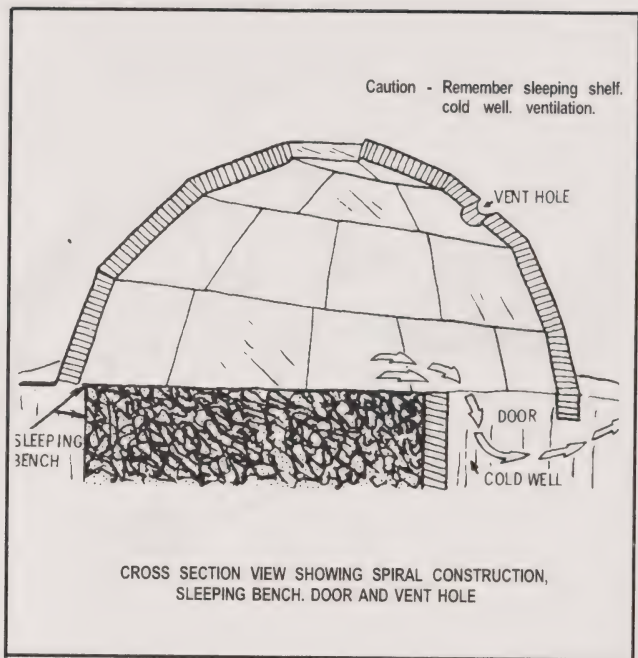 Caution - Remember sleeping shelf.
cold well. ventilation.
VENT HOLE
DOOR
SLEEPING
BENCH
COLD WELL
CROSS SECTION VIEW SHOWING SPIRAL CONSTRUCTION,
SLEEPING BENCH. DOOR AND VENT HOLE